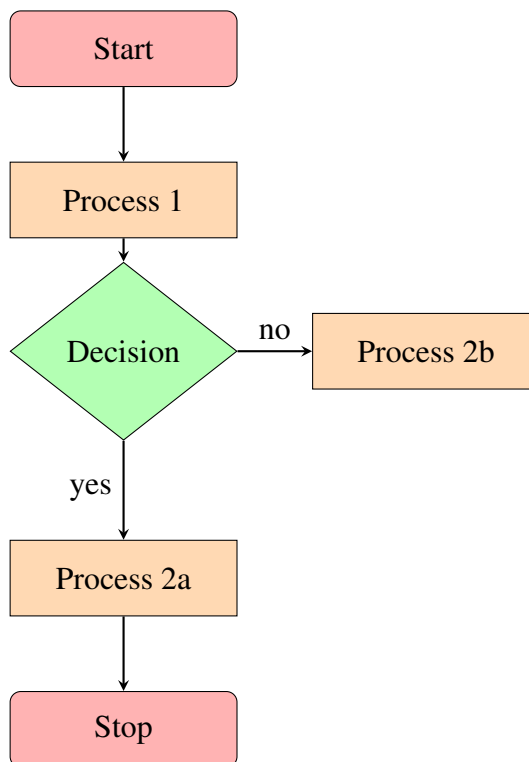 Start
Process 1
Decision
no
Process 2b
yes
Process 2a
Stop